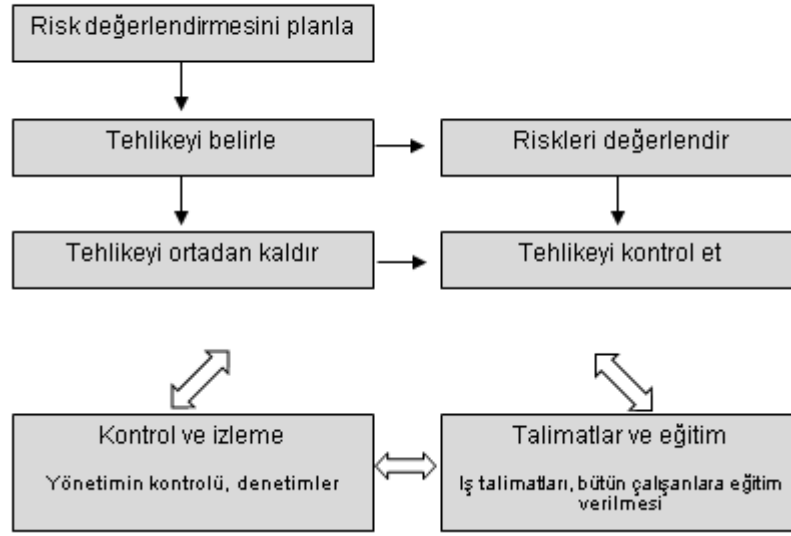 Risk değerlendirmesini planla
Tehlikeyi belirle
Riskleri değerlendir
Tehlikeyi ortadan kaldır
Tehlikeyi kontrol et
Kontrol ve izleme
Yönetimin kontrolü, denetimler
Talimatlar ve eğitim
Iş talimatları, bütün çalışanlara eğitim
verilmesi